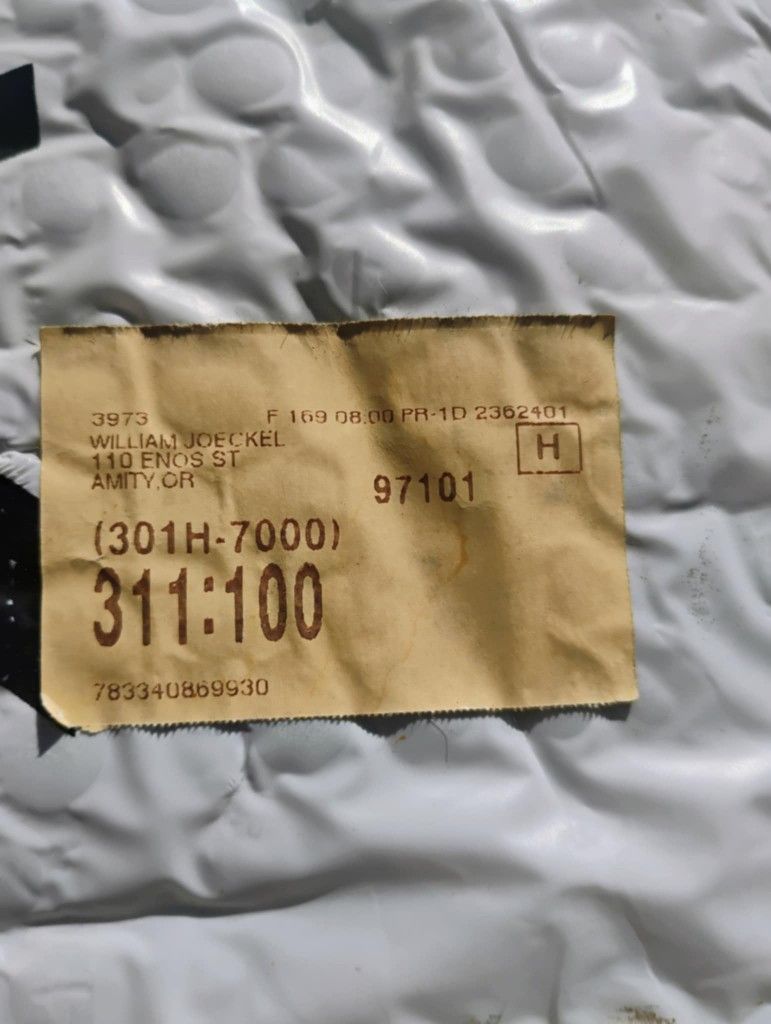 3973 F 169 08.00 PR-1D 2362401
WILLIAM JOECKEL
110 ENOS ST
AMITY,OR
97101
H
(301H-7000)
311:100
783340869930